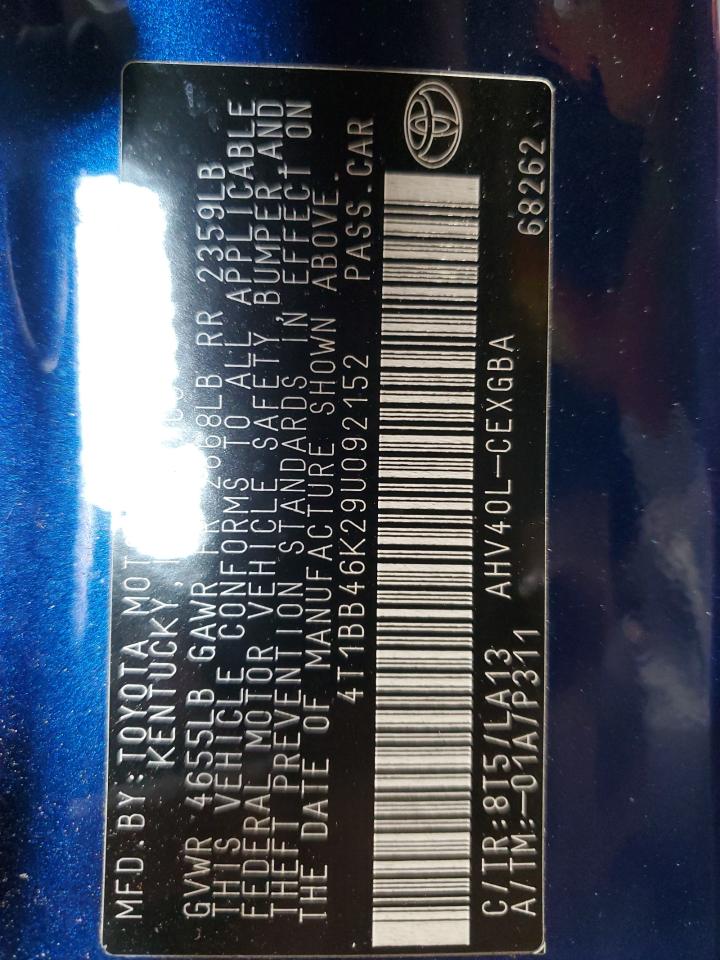 MFD.BY:TOYOTA MOT
KENTUCKY,
GVWR 4655LB GAWR RR 2359LB
THIS VEHICLE CONFORMS TO ALL APPLICABLE
FEDERAL MOTOR VEHICLE SAFETY, BUMPER AND
THEFT PREVENTION STANDARDS IN EFFECT ON
THE DATE OF MANUFACTURE SHOWN ABOVE.
4T1BB46K29U092152 PASS.CAR
C/TR:8T5/LA13 AHV40L-CEXGBA
A/TM:-01A/P311 68262